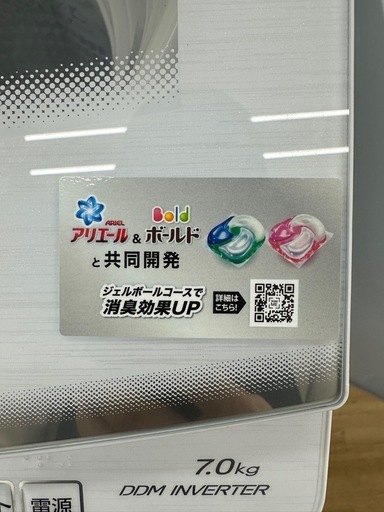 ARIEL Bold
アリエール & ボールド
と共同開発
ジェルボールコースで
消臭効果UP
詳細は
こちら!
7.0kg
DDM INVERTER
ト 電源